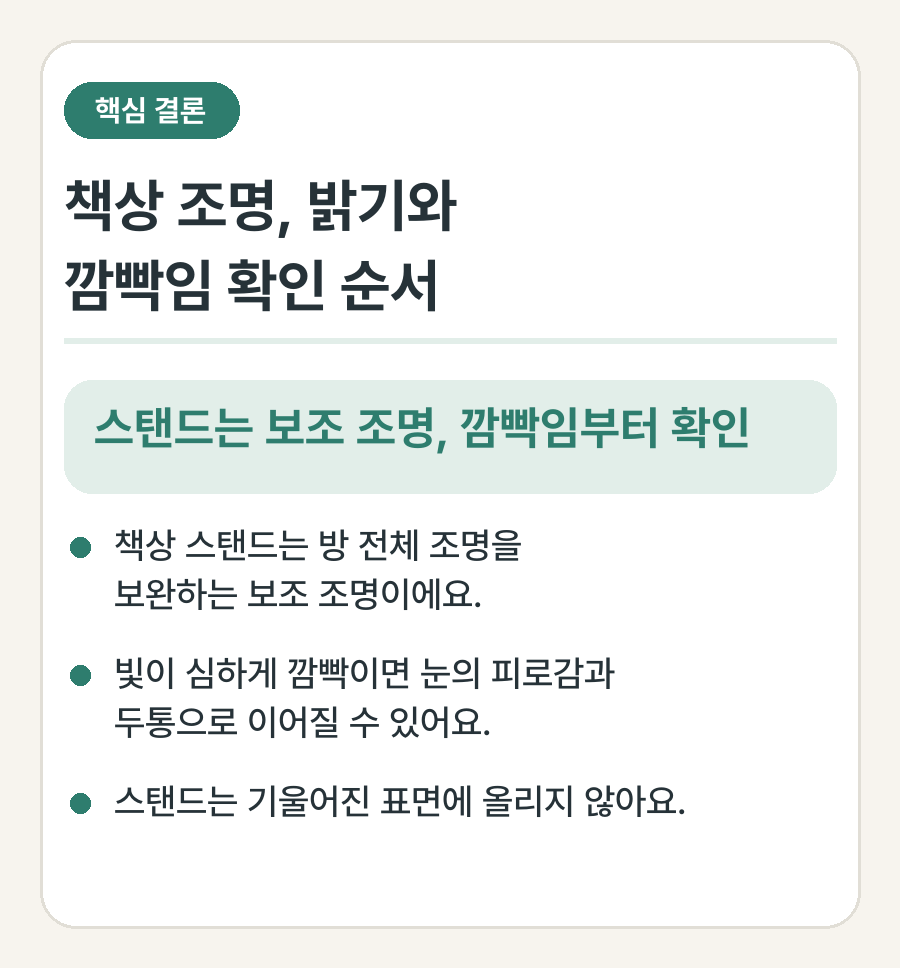 핵심 결론
책상 조명, 밝기와
깜빡임 확인 순서
스탠드는 보조 조명, 깜빡임부터 확인
책상 스탠드는 방 전체 조명을
보완하는 보조 조명이에요.
빛이 심하게 깜빡이면 눈의 피로감과
두통으로 이어질 수 있어요.
스탠드는 기울어진 표면에 올리지 않아요.